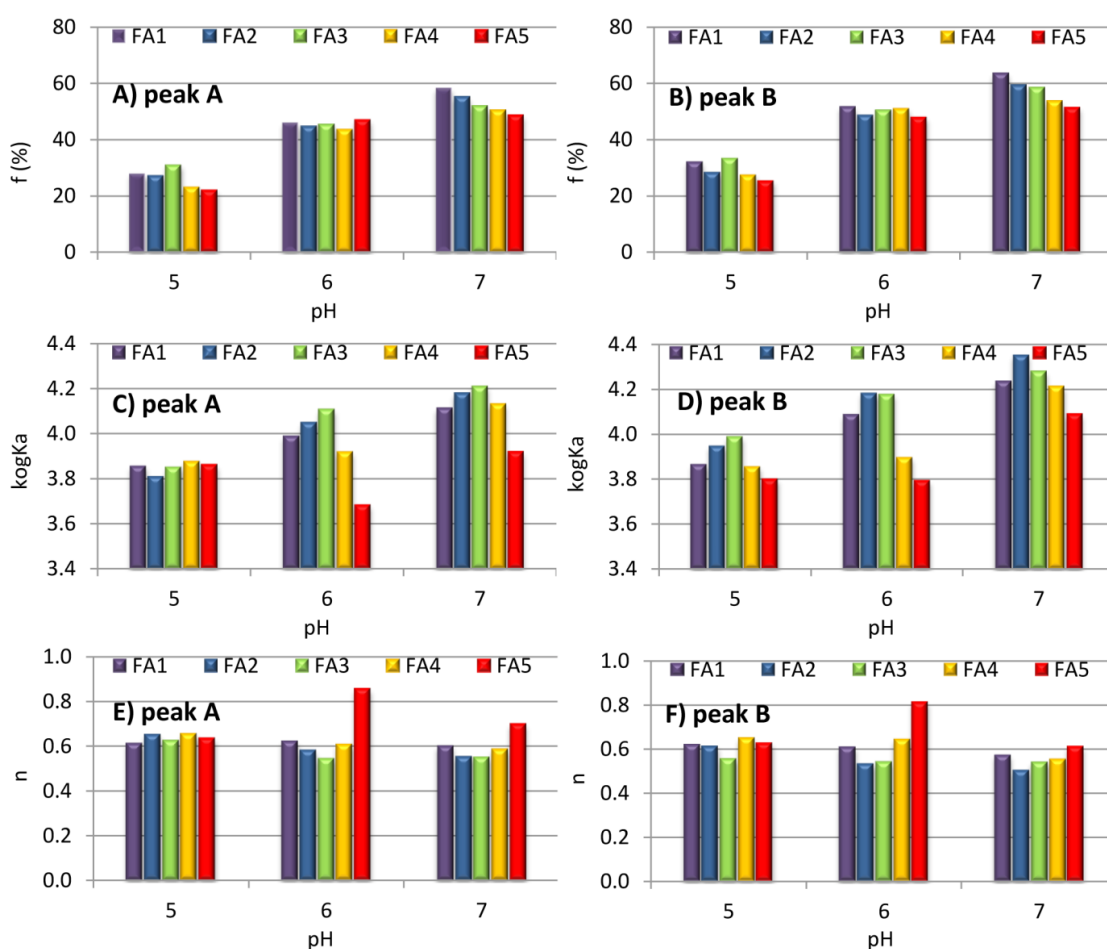 80
60
40
20
0
f (%)
FA1 FA2 FA3 FA4 FA5
A) peak A
5 6 7
pH
80
60
40
20
0
f (%)
FA1 FA2 FA3 FA4 FA5
B) peak B
5 6 7
pH
4.4
4.2
4.0
3.8
3.6
3.4
kogKa
FA1 FA2 FA3 FA4 FA5
C) peak A
5 6 7
pH
4.4
4.2
4.0
3.8
3.6
3.4
kogKa
FA1 FA2 FA3 FA4 FA5
D) peak B
5 6 7
pH
1.0
0.8
0.6
0.4
0.2
0.0
n
FA1 FA2 FA3 FA4 FA5
E) peak A
5 6 7
pH
1.0
0.8
0.6
0.4
0.2
0.0
n
FA1 FA2 FA3 FA4 FA5
F) peak B
5 6 7
pH